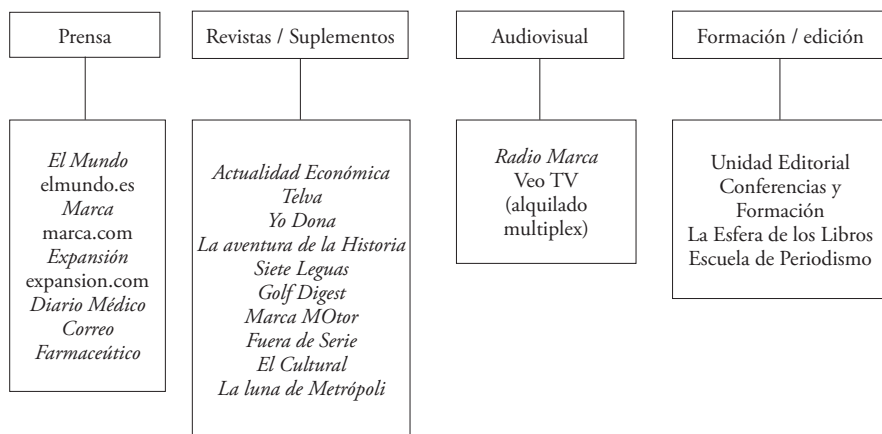 Prensa
El Mundo
elmundo.es
Marca
marca.com
Expansión
expansion.com
Diario Médico
Correo
Farmaceútico
Revistas / Suplementos
Actualidad Económica
Telva
Yo Dona
La aventura de la Historia
Siete Leguas
Golf Digest
Marca MOtor
Fuera de Serie
El Cultural
La luna de Metrópoli
Audiovisual
Radio Marca
Veo TV
(alquilado
multiplex)
Formación / edición
Unidad Editorial
Conferencias y
Formación
La Esfera de los Libros
Escuela de Periodismo